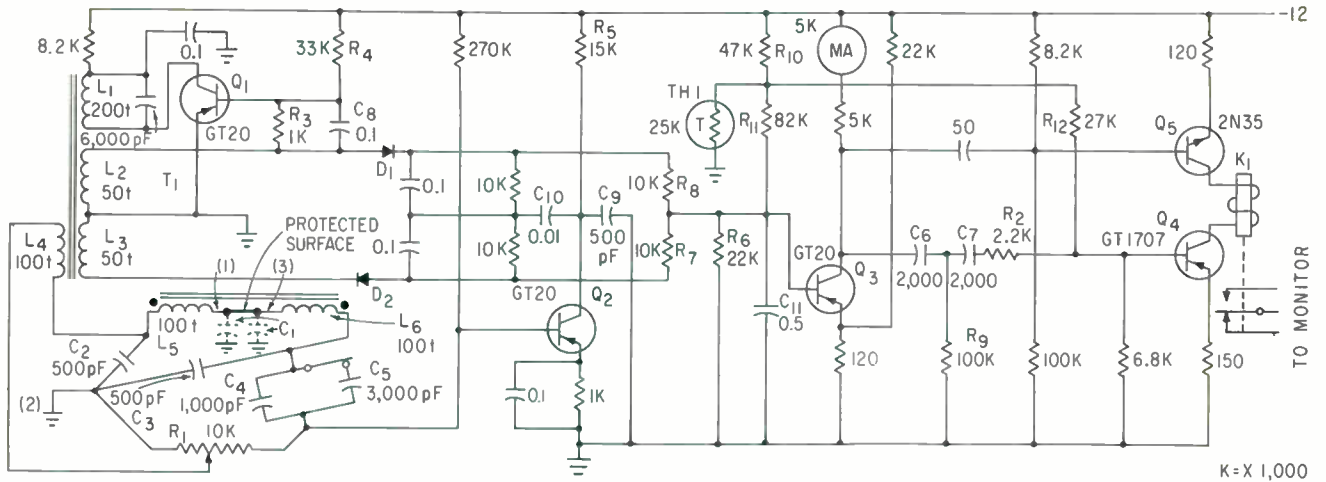 -12
8.2K
0.1
L1
200t
6,000pF
Q1
GT20
33K
R4
R3
1K
C8
0.1
270K
R5
15K
47K
R10
5K
MA
22K
8.2K
120
TH1
25K
T
R11
82K
5K
50
R12
27K
Q5
2N35
K1
L2
50t
T1
D1
0.1
10K
C10
0.01
C9
500
pF
10K
R8
L4
100t
L3
50t
PROTECTED
SURFACE
(1)
(3)
0.1
10K
10K
R7
R6
22K
GT20
Q3
C6
2,000
C7
2,000
R2
2.2K
Q4
GT1707
D2
GT20
Q2
C11
0.5
100t
L5
C1
L6
100t
C2
500pF
500pF
C3
C4
1,000pF
C5
3,000pF
(2)
R1
10K
0.1
1K
120
R9
100K
100K
6.8K
150
TO MONITOR
K=X 1,000